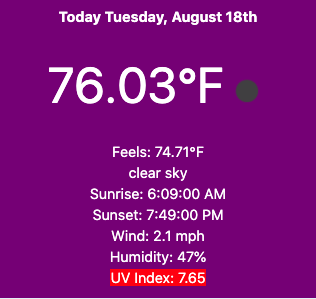 Today Tuesday, August 18th
76.03°F
Feels: 74.71°F
clear sky
Sunrise: 6:09:00 AM
Sunset: 7:49:00 PM
Wind: 2.1 mph
Humidity: 47%
UV Index: 7.65